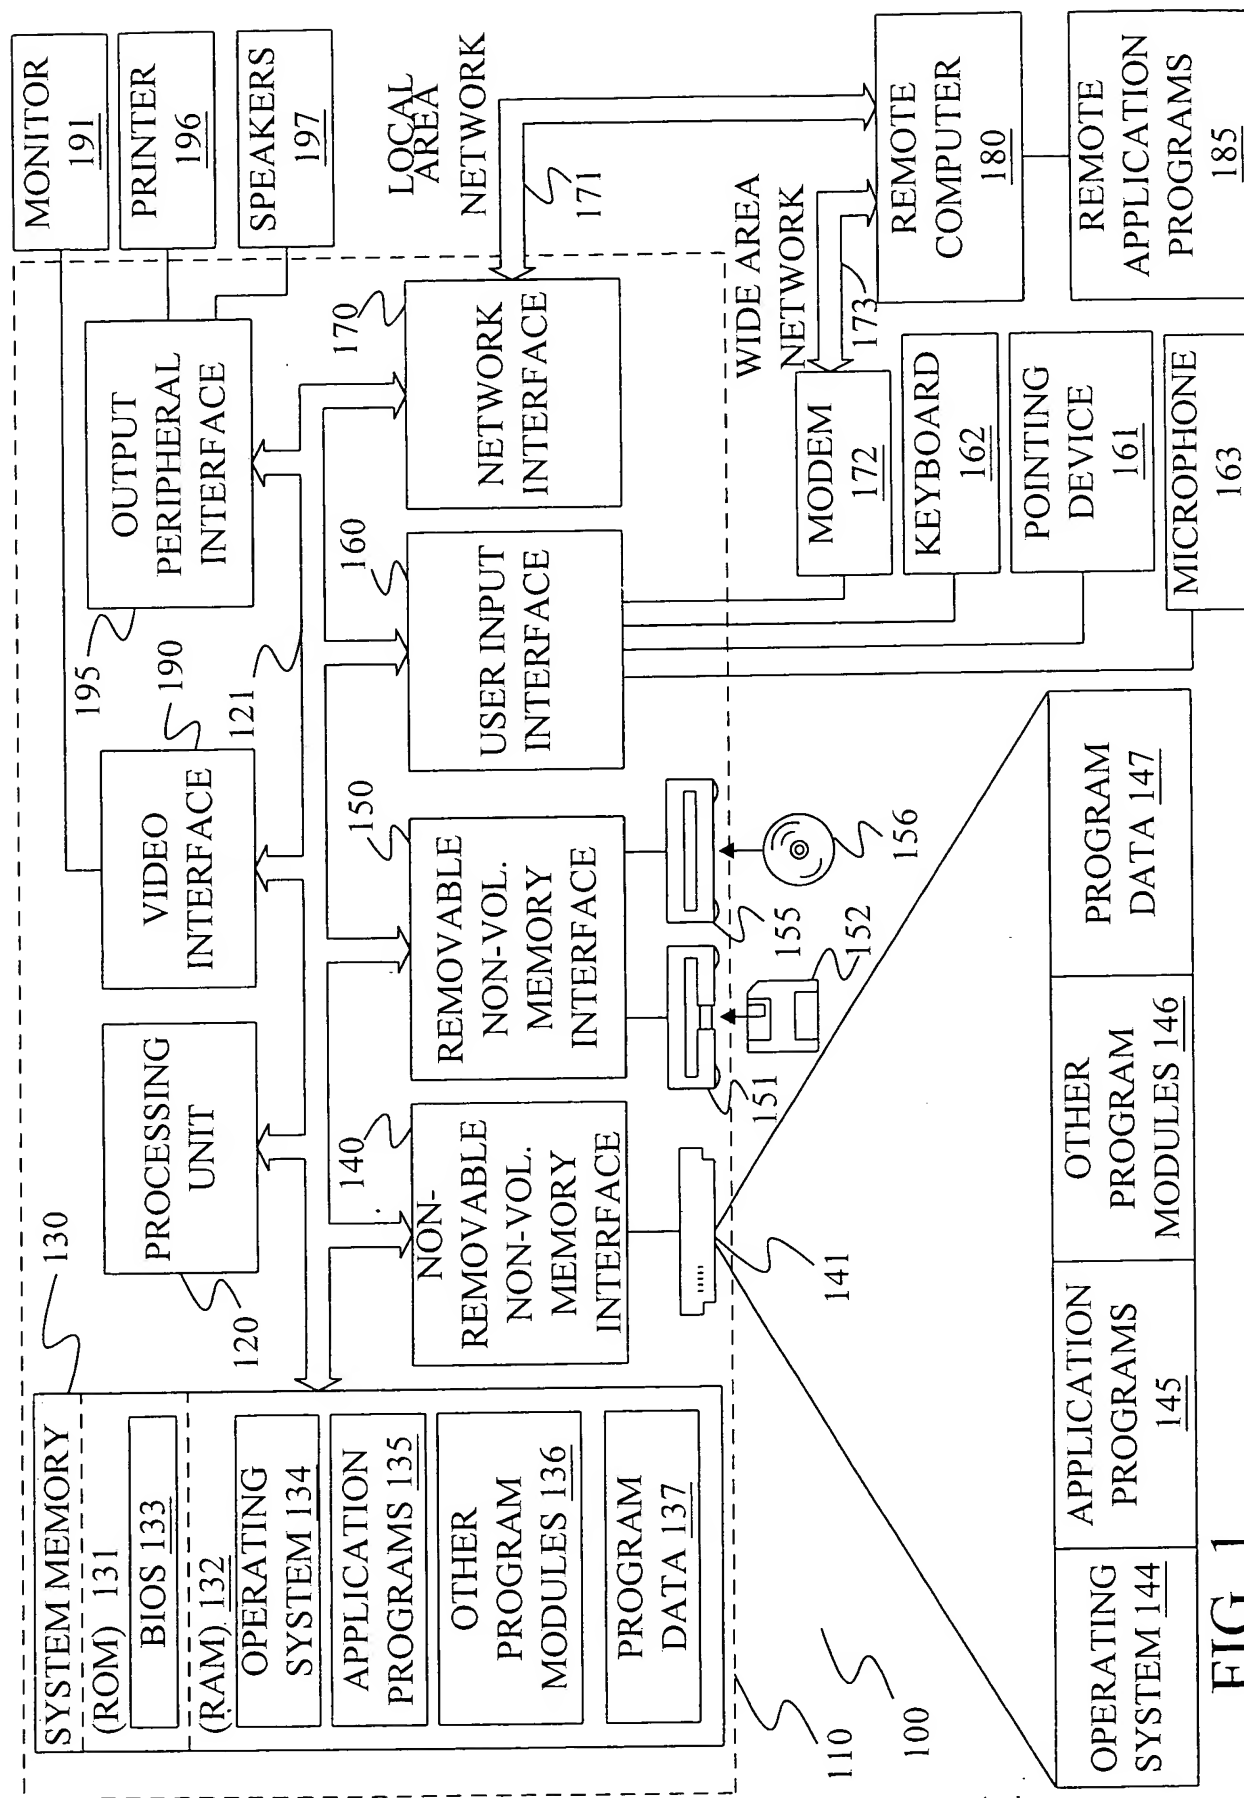 SYSTEM MEMORY
(ROM) 131
BIOS 133
(RAM) 132
OPERATING
SYSTEM 134
APPLICATION
PROGRAMS 135
OTHER
PROGRAM
MODULES 136
PROGRAM
DATA 137
130
PROCESSING
UNIT
120
VIDEO
INTERFACE
190
121
OUTPUT
PERIPHERAL
INTERFACE
195
MONITOR
191
PRINTER
196
SPEAKERS
197
NON-
REMOVABLE
NON-VOL.
MEMORY
INTERFACE
140
REMOVABLE
NON-VOL.
MEMORY
INTERFACE
150
USER INPUT
INTERFACE
160
NETWORK
INTERFACE
170
LOCAL
AREA
NETWORK
171
141
151
152
155
156
WIDE AREA
NETWORK
173
MODEM
172
KEYBOARD
162
POINTING
DEVICE
161
MICROPHONE
163
REMOTE
COMPUTER
180
REMOTE
APPLICATION
PROGRAMS
185
110
100
OPERATING
SYSTEM 144
APPLICATION
PROGRAMS
145
OTHER
PROGRAM
MODULES 146
PROGRAM
DATA 147
FIG. 1